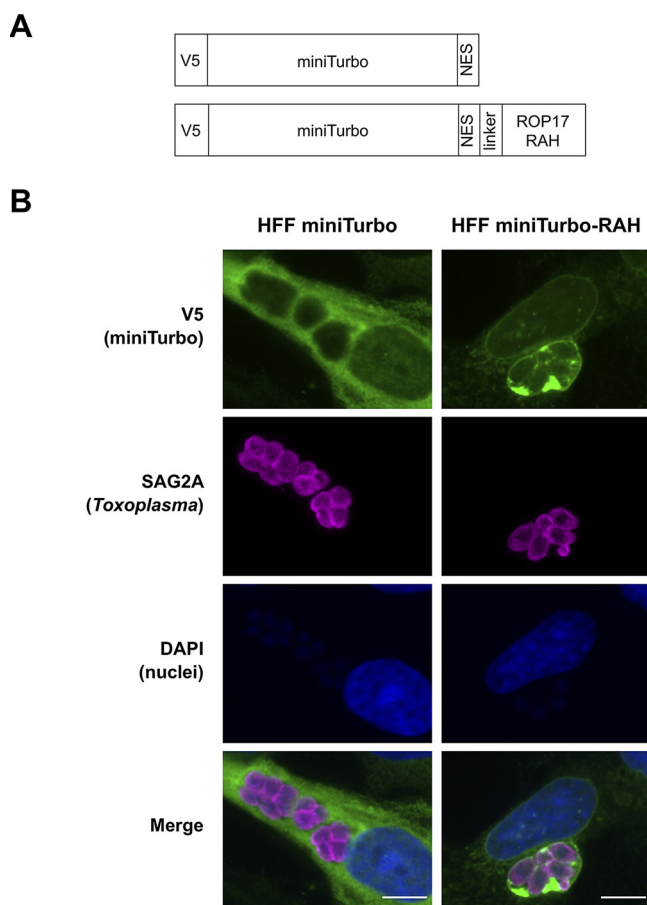 A
V5 miniTurbo NES
V5 miniTurbo NES linker ROP17
RAH
B
HFF miniTurbo HFF miniTurbo-RAH
V5
(miniTurbo)
SAG2A
(Toxoplasma)
DAPI
(nuclei)
Merge